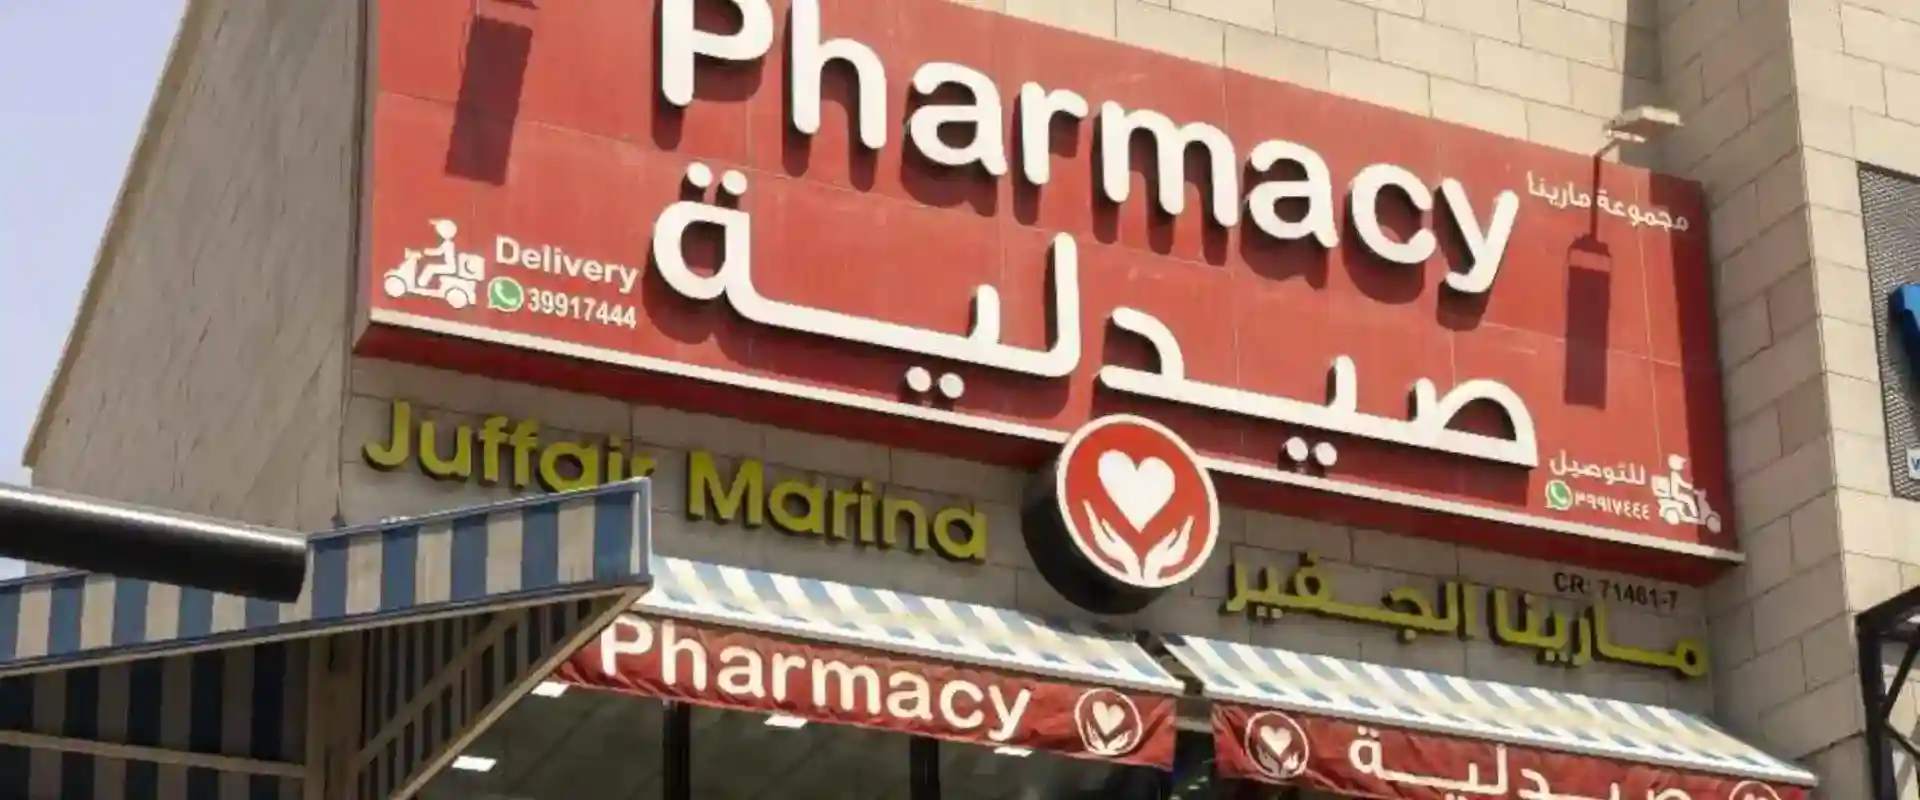 Pharmacy
مجموعة مارينا
صيدلية
Delivery
39917444
للتوصيل
٣٩٩١٧٤٤٤
Juffair Marina
مارينا الجفير
CR: 71461-7
Pharmacy
صيدلية